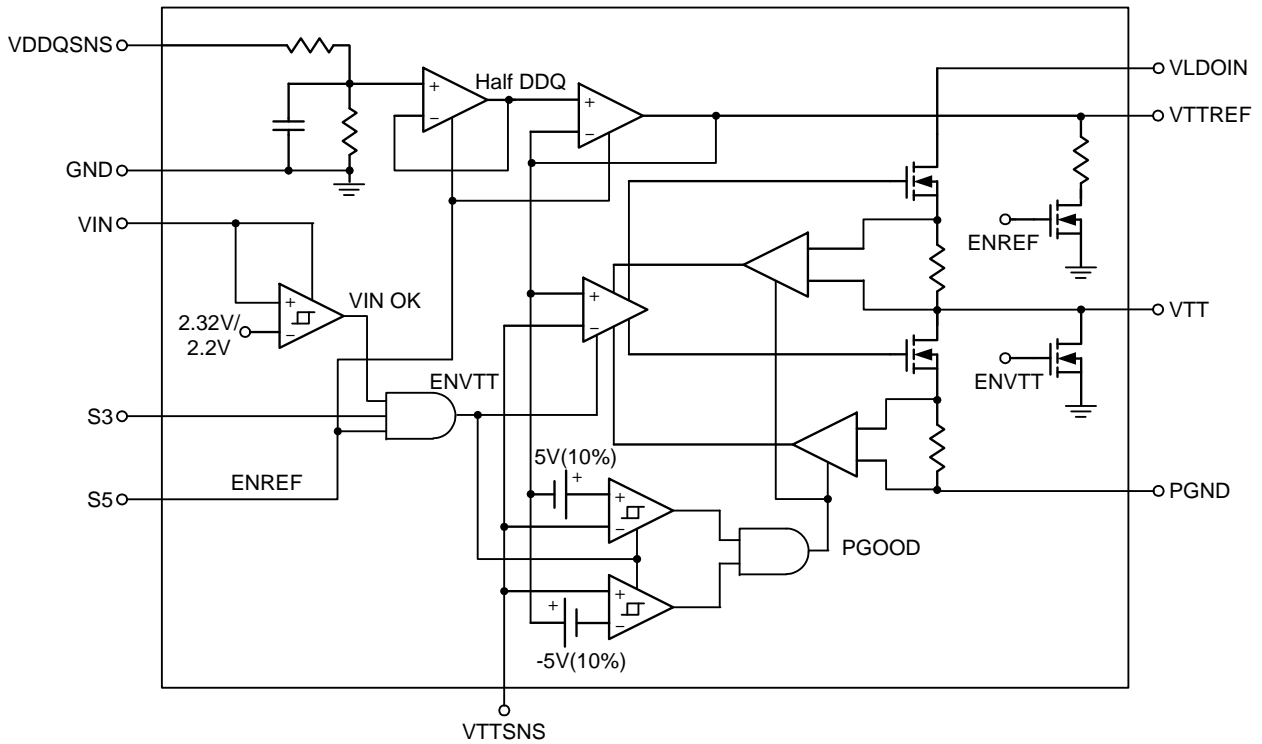 VDDQSNS
Half DDQ
VLDOIN
+
+
VTTREF
−
−
GND
VIN
ENREF
VIN OK
+
+
VTT
2.32V/
2.2V
−
−
ENVTT
ENVTT
S3
5V(10%)
+
ENREF
S5
+
PGND
−
PGOOD
+
+
−
-5V(10%)
VTTSNS